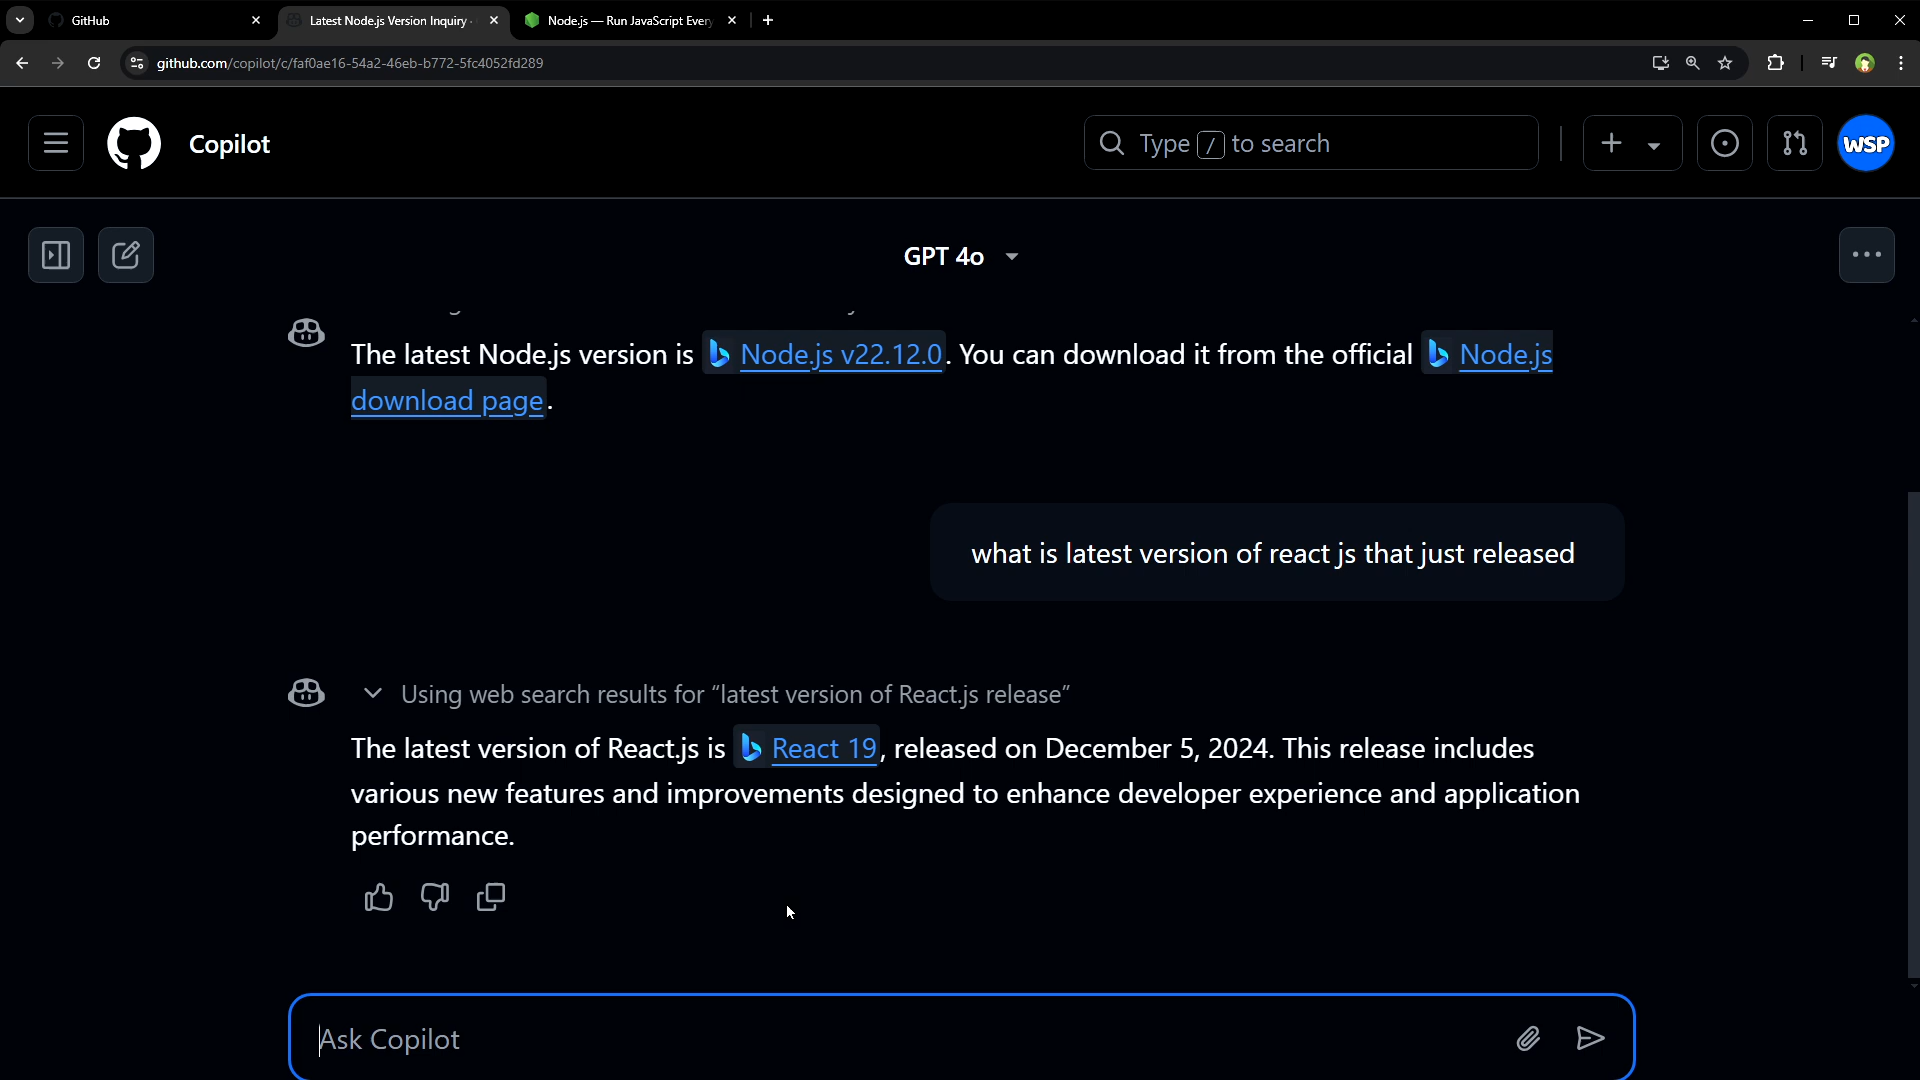 GitHub
Latest Node.js Version Inquiry
Node.js — Run JavaScript Every
github.com/copilot/c/faf0ae16-54a2-46eb-b772-5fc4052fd289
Copilot
Type / to search
WSP
GPT 4o
The latest Node.js version is Node.js v22.12.0. You can download it from the official Node.js
download page.
what is latest version of react js that just released
Using web search results for “latest version of React.js release”
The latest version of React.js is React 19, released on December 5, 2024. This release includes
various new features and improvements designed to enhance developer experience and application
performance.
Ask Copilot